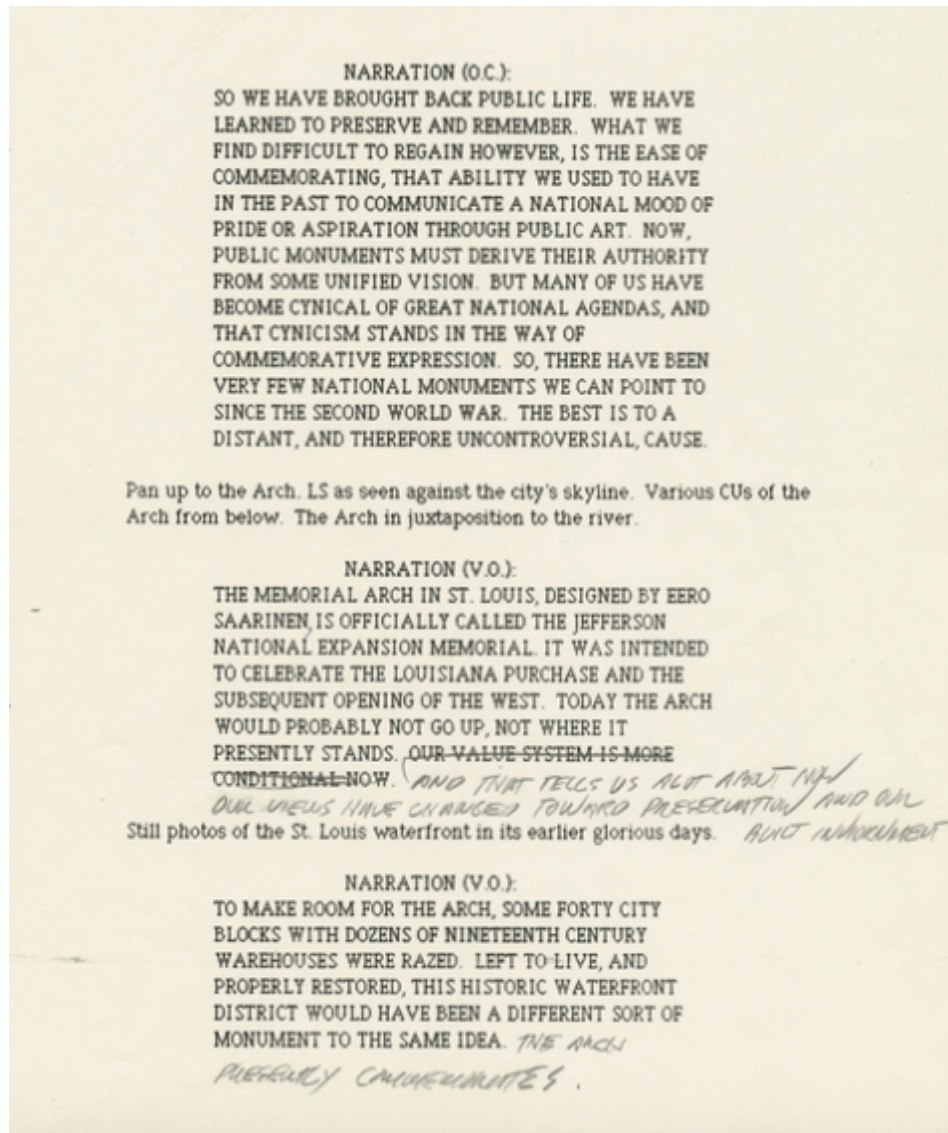 NARRATION (O.C.):
SO WE HAVE BROUGHT BACK PUBLIC LIFE. WE HAVE
LEARNED TO PRESERVE AND REMEMBER. WHAT WE
FIND DIFFICULT TO REGAIN HOWEVER, IS THE EASE OF
COMMEMORATING, THAT ABILITY WE USED TO HAVE
IN THE PAST TO COMMUNICATE A NATIONAL MOOD OF
PRIDE OR ASPIRATION THROUGH PUBLIC ART. NOW,
PUBLIC MONUMENTS MUST DERIVE THEIR AUTHORITY
FROM SOME UNIFIED VISION. BUT MANY OF US HAVE
BECOME CYNICAL OF GREAT NATIONAL AGENDAS, AND
THAT CYNICISM STANDS IN THE WAY OF
COMMEMORATIVE EXPRESSION. SO, THERE HAVE BEEN
VERY FEW NATIONAL MONUMENTS WE CAN POINT TO
SINCE THE SECOND WORLD WAR. THE BEST IS TO A
DISTANT, AND THEREFORE UNCONTROVERSIAL, CAUSE.
Pan up to the Arch. LS as seen against the city's skyline. Various CUs of the
Arch from below. The Arch in juxtaposition to the river.
NARRATION (V.O.):
THE MEMORIAL ARCH IN ST. LOUIS, DESIGNED BY EERO
SAARINEN, IS OFFICIALLY CALLED THE JEFFERSON
NATIONAL EXPANSION MEMORIAL. IT WAS INTENDED
TO CELEBRATE THE LOUISIANA PURCHASE AND THE
SUBSEQUENT OPENING OF THE WEST. TODAY THE ARCH
WOULD PROBABLY NOT GO UP, NOT WHERE IT
PRESENTLY STANDS. OUR VALUE SYSTEM IS MORE
CONDITIONAL NOW. AND THAT TELLS US ALOT ABOUT HOW
OUR VIEWS HAVE CHANGED TOWARD PRESERVATION AND OUR
Still photos of the St. Louis waterfront in its earlier glorious days. BUILT
NARRATION (V.O.):
TO MAKE ROOM FOR THE ARCH, SOME FORTY CITY
BLOCKS WITH DOZENS OF NINETEENTH CENTURY
WAREHOUSES WERE RAZED. LEFT TO LIVE, AND
PROPERLY RESTORED, THIS HISTORIC WATERFRONT
DISTRICT WOULD HAVE BEEN A DIFFERENT SORT OF
MONUMENT TO THE SAME IDEA. THE ARCH
PRESENTLY COMMEMORATES.